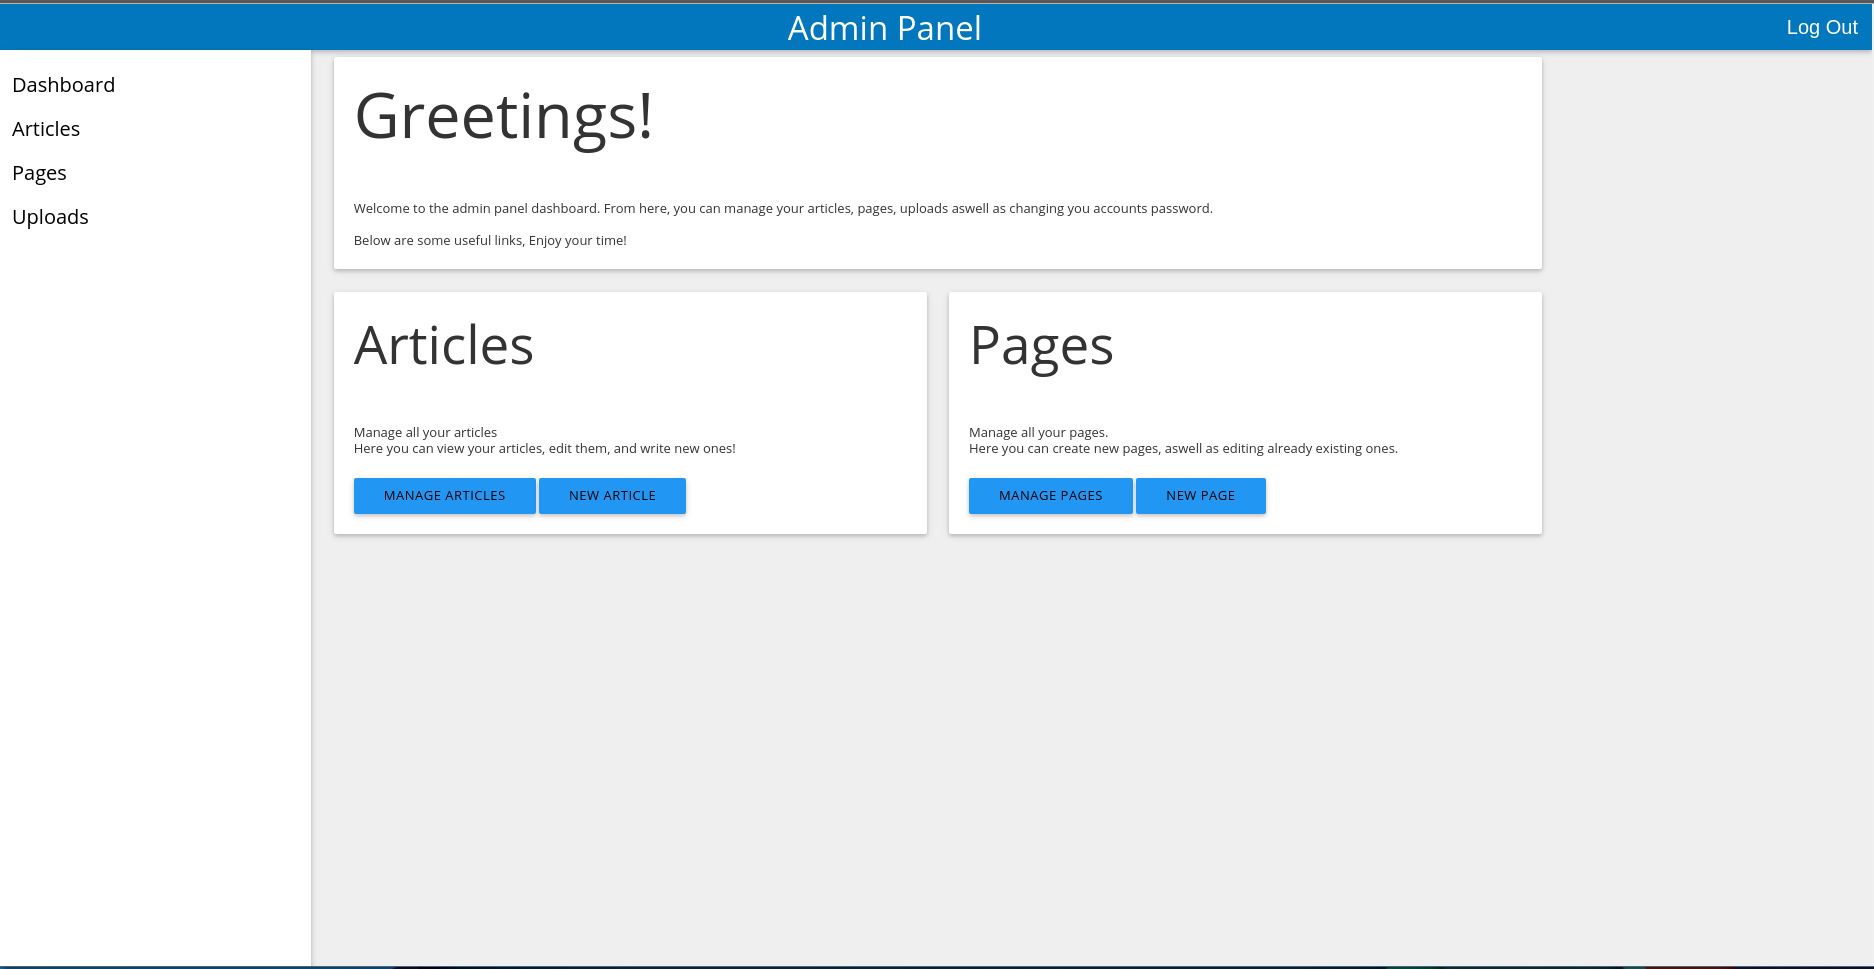 Admin Panel
Log Out
Dashboard
Articles
Pages
Uploads
Greetings!
Welcome to the admin panel dashboard. From here, you can manage your articles, pages, uploads aswell as changing you accounts password.
Below are some useful links, Enjoy your time!
Articles
Manage all your articles
Here you can view your articles, edit them, and write new ones!
MANAGE ARTICLES
NEW ARTICLE
Pages
Manage all your pages.
Here you can create new pages, aswell as editing already existing ones.
MANAGE PAGES
NEW PAGE